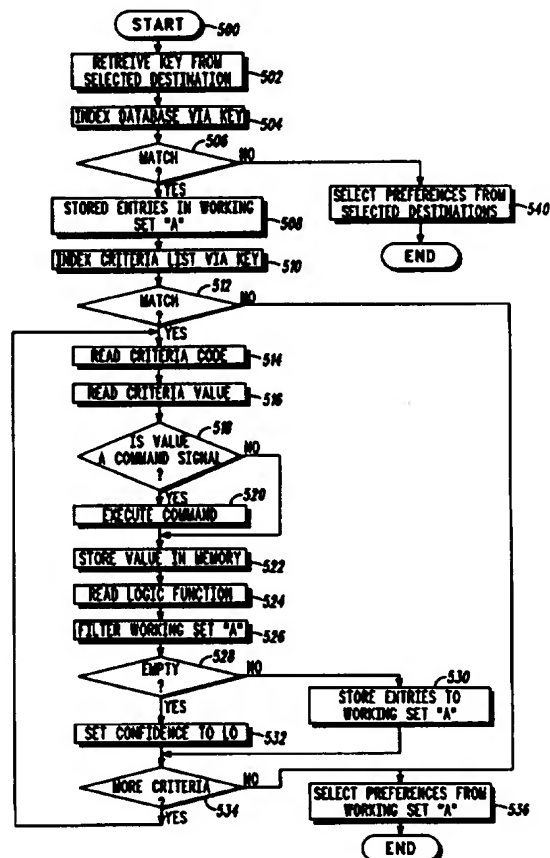 START
500
RETREIVE KEY FROM
SELECTED DESTINATION
502
INDEX DATABASE VIA KEY
504
506
MATCH
?
NO
YES
STORED ENTRIES IN WORKING
SET "A"
508
SELECT PREFERENCES FROM
SELECTED DESTINATIONS
540
END
INDEX CRITERIA LIST VIA KEY
510
512
MATCH
?
NO
YES
READ CRITERIA CODE
514
READ CRITERIA VALUE
516
518
IS VALUE
A COMMAND SIGNAL
?
NO
YES
520
EXECUTE COMMAND
STORE VALUE IN MEMORY
522
READ LOGIC FUNCTION
524
FILTER WORKING SET "A"
526
528
EMPTY
?
NO
YES
530
STORE ENTRIES TO
WORKING SET "A"
SET CONFIDENCE TO LO
532
MORE CRITERIA
?
NO
534
YES
SELECT PREFERENCES FROM
WORKING SET "A"
536
END